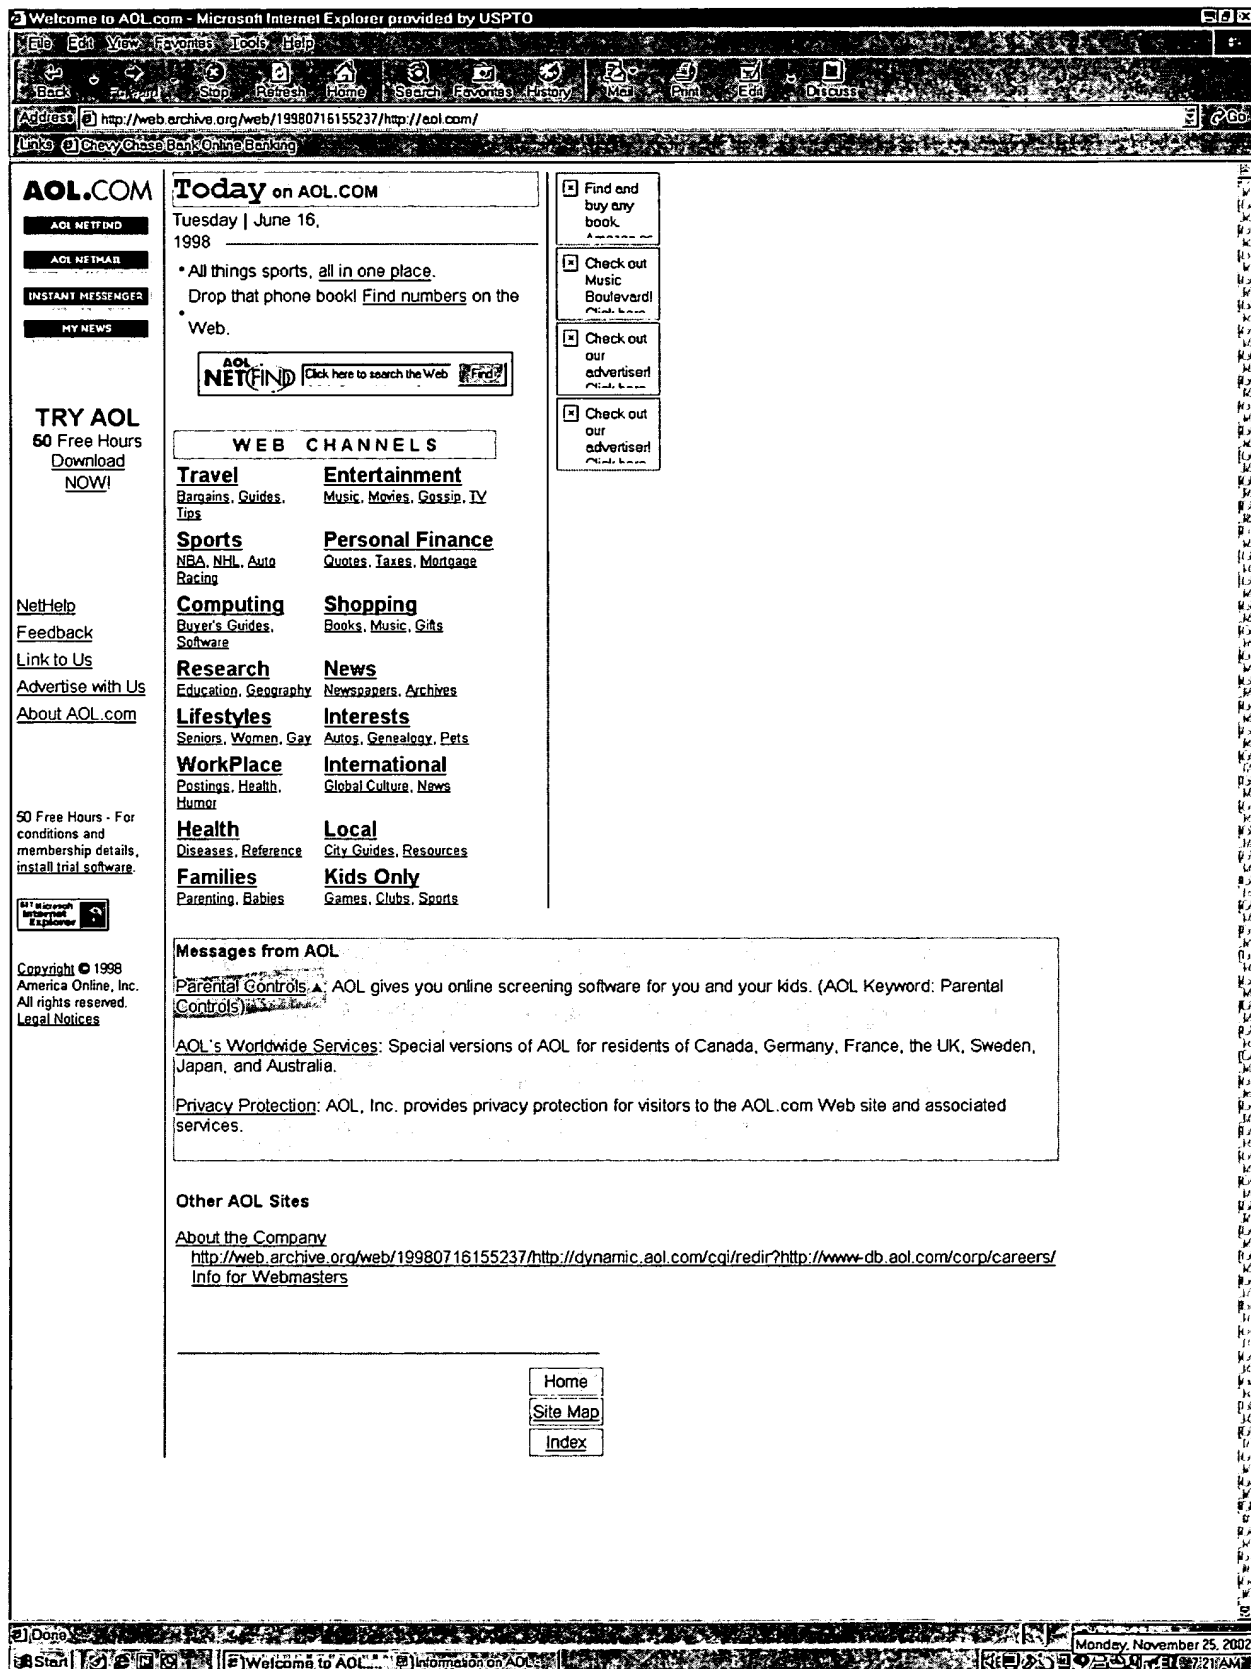 Welcome to AOL.com - Microsoft Internet Explorer provided by USPTO
File Edit View Favorites Tools Help
Back Forward Stop Refresh Home Search Favorites History Mail Print Edit Discuss
Address http://web.archive.org/web/19980716155237/http://aol.com/ Go
Links Chevy Chase Bank Online Banking
AOL.COM
AOL NETFIND
AOL NETMAIL
INSTANT MESSENGER
MY NEWS
TRY AOL
50 Free Hours
Download
NOW!
NetHelp
Feedback
Link to Us
Advertise with Us
About AOL.com
50 Free Hours - For
conditions and
membership details,
install trial software.
Microsoft
Internet
Explorer
Copyright © 1998
America Online, Inc.
All rights reserved.
Legal Notices
Today on AOL.COM
Tuesday | June 16,
1998
• All things sports, all in one place.
Drop that phone book! Find numbers on the
•
Web.
AOL
NETFIND Click here to search the Web Find
WEB CHANNELS
Travel
Bargains, Guides,
Tips
Entertainment
Music, Movies, Gossip, TV
Sports
NBA, NHL, Auto
Racing
Personal Finance
Quotes, Taxes, Mortgage
Computing
Buyer's Guides,
Software
Shopping
Books, Music, Gifts
Research
Education, Geography
News
Newspapers, Archives
Lifestyles
Seniors, Women, Gay
Interests
Autos, Genealogy, Pets
WorkPlace
Postings, Health,
Humor
International
Global Culture, News
Health
Diseases, Reference
Local
City Guides, Resources
Families
Parenting, Babies
Kids Only
Games, Clubs, Sports
Find and
buy any
book.
Check out
Music
Boulevard!
Click here
Check out
our
advertiser!
Click here
Check out
our
advertiser!
Click here
Messages from AOL
Parental Controls: AOL gives you online screening software for you and your kids. (AOL Keyword: Parental
Controls)
AOL's Worldwide Services: Special versions of AOL for residents of Canada, Germany, France, the UK, Sweden,
Japan, and Australia.
Privacy Protection: AOL, Inc. provides privacy protection for visitors to the AOL.com Web site and associated
services.
Other AOL Sites
About the Company
http://web.archive.org/web/19980716155237/http://dynamic.aol.com/cgi/redir?http://www-db.aol.com/corp/careers/
Info for Webmasters
Home
Site Map
Index
Done
Monday, November 25, 2002
Start Welcome to AOL... Information on AOL 7:21 AM